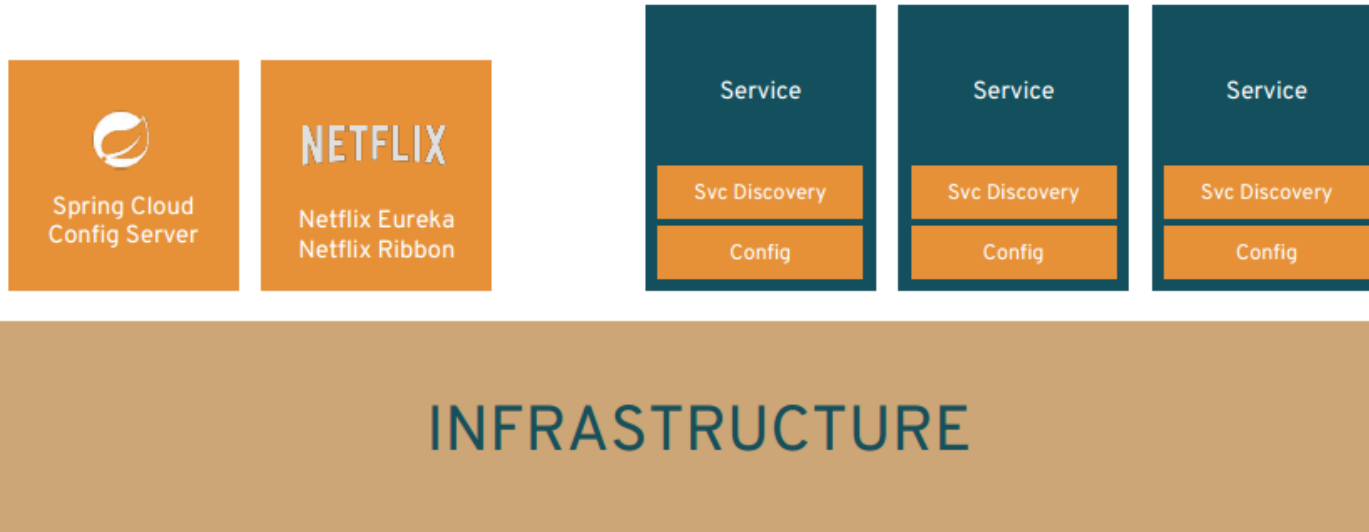 Spring Cloud
Config Server
NETFLIX
Netflix Eureka
Netflix Ribbon
Service
Svc Discovery
Config
Service
Svc Discovery
Config
Service
Svc Discovery
Config
INFRASTRUCTURE